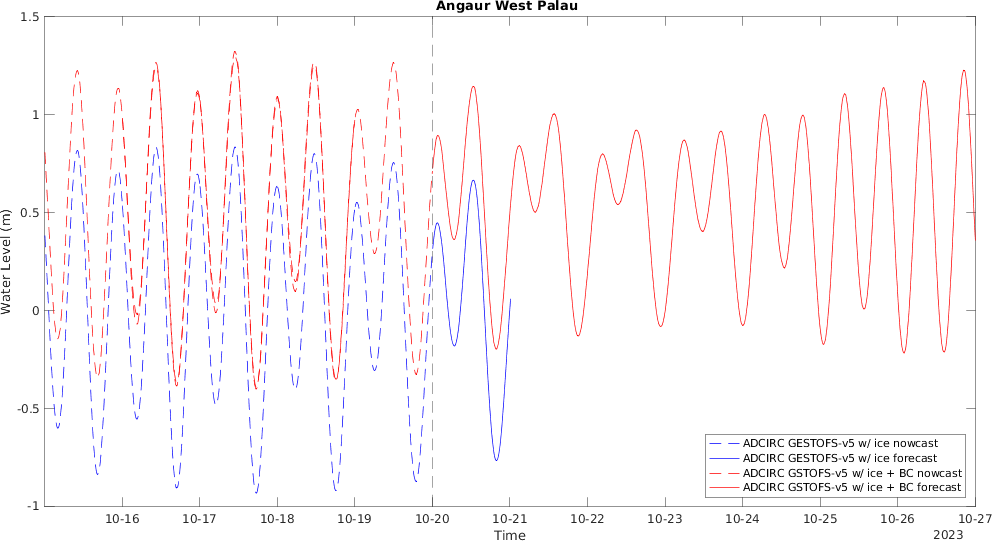 Angaur West Palau
1.5
1
0.5
0
-0.5
-1
Water Level (m)
10-16 10-17 10-18 10-19 10-20 10-21 10-22 10-23 10-24 10-25 10-26 10-27
Time
2023
ADCIRC GESTOFS-v5 w/ ice nowcast
ADCIRC GESTOFS-v5 w/ ice forecast
ADCIRC GSTOFS-v5 w/ ice + BC nowcast
ADCIRC GSTOFS-v5 w/ ice + BC forecast